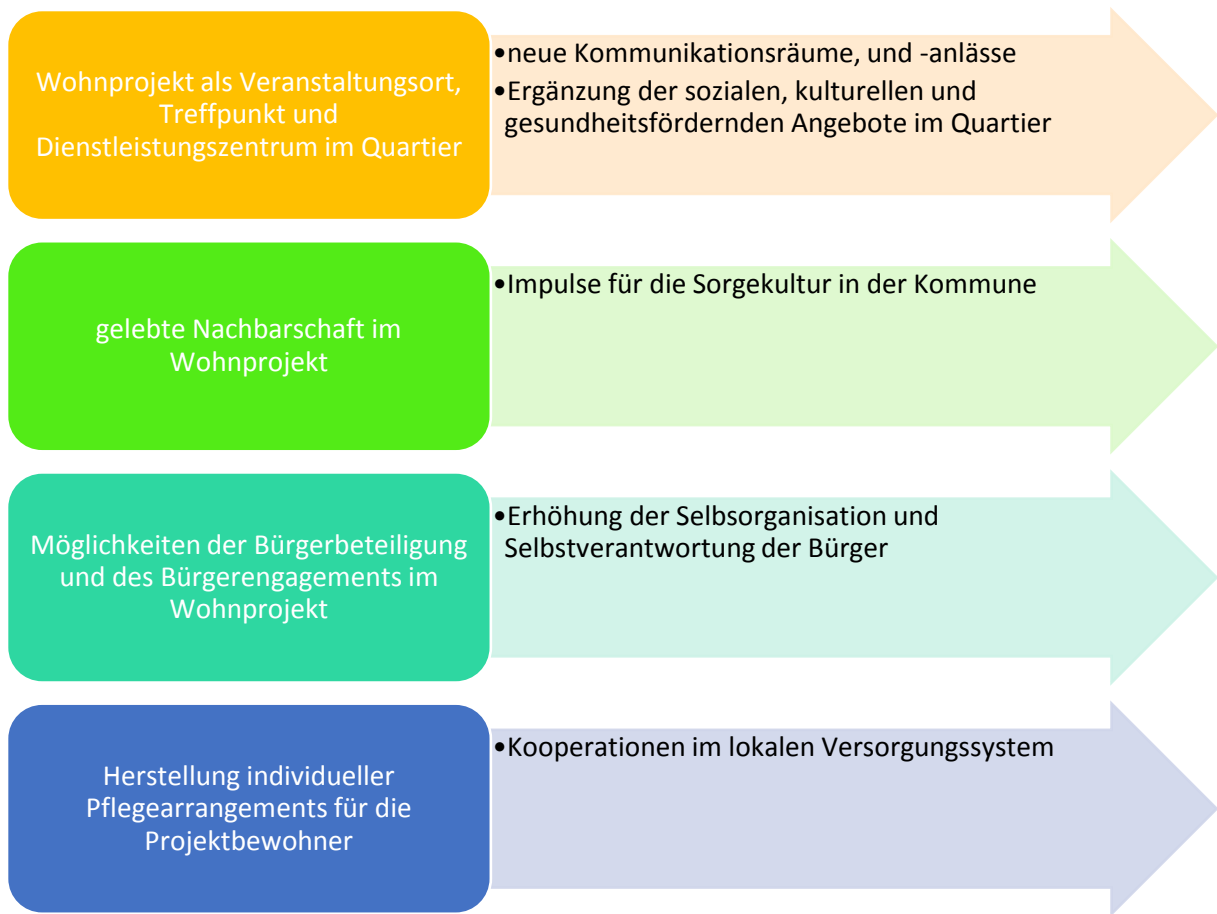 Wohnprojekt als Veranstaltungsort,
Treffpunkt und
Dienstleistungszentrum im Quartier
•neue Kommunikationsräume, und -anlässe
•Ergänzung der sozialen, kulturellen und
gesundheitsfördernden Angebote im Quartier
gelebte Nachbarschaft im
Wohnprojekt
•Impulse für die Sorgekultur in der Kommune
Möglichkeiten der Bürgerbeteiligung
und des Bürgerengagements im
Wohnprojekt
•Erhöhung der Selbsorganisation und
Selbstverantwortung der Bürger
Herstellung individueller
Pflegearrangements für die
Projektbewohner
•Kooperationen im lokalen Versorgungssystem